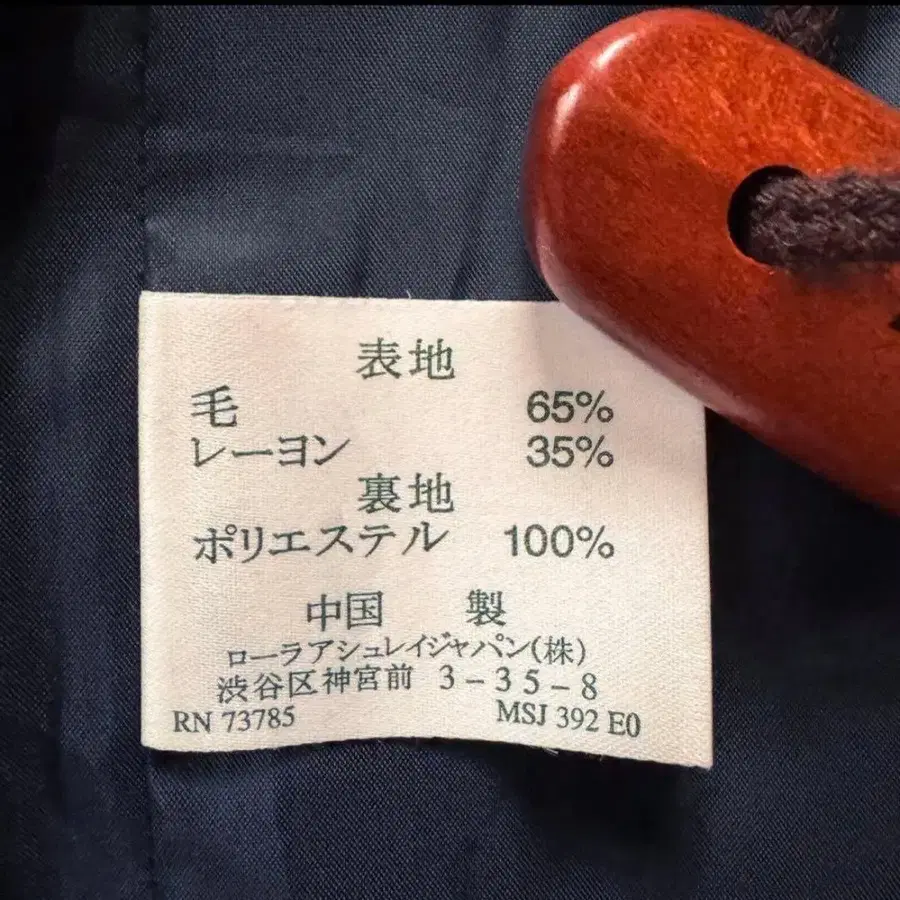 表地
毛 65%
レーヨン 35%
裏地
ポリエステル 100%
中国 製
ローラアシュレイジャパン(株)
渋谷区神宮前 3-35-8
RN 73785 MSJ 392 E0